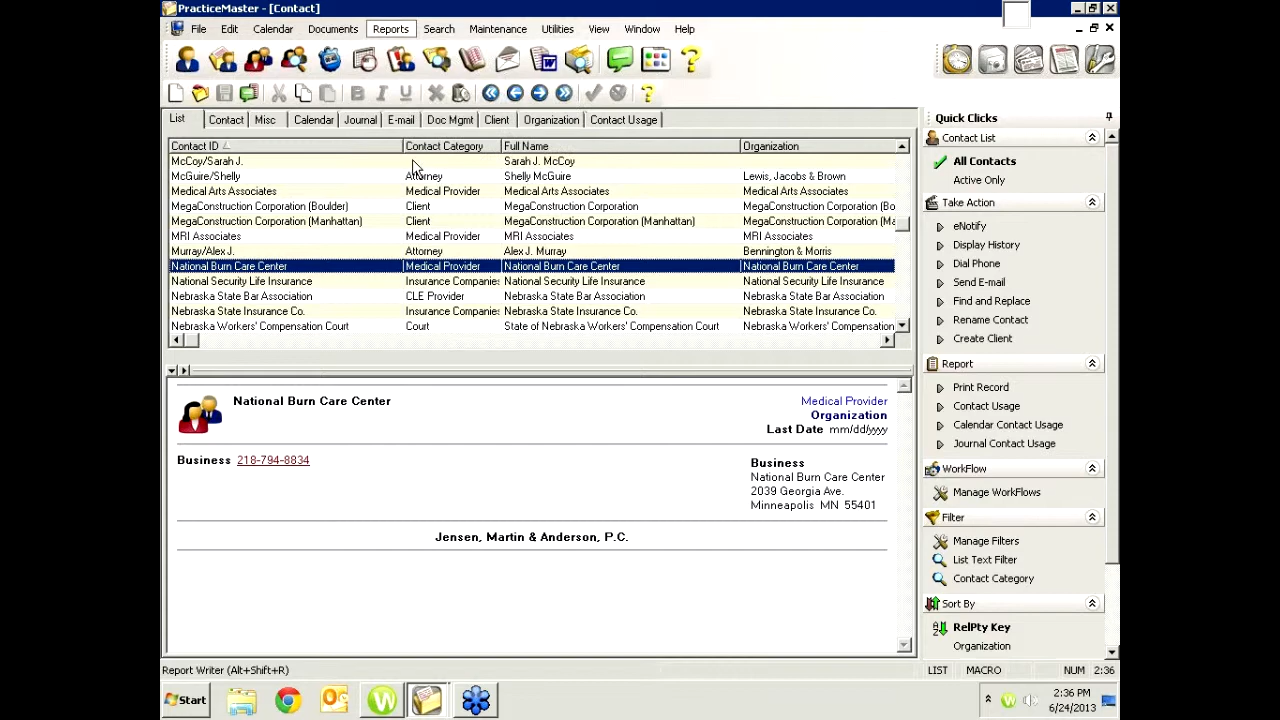 PracticeMaster - [Contact]
File Edit Calendar Documents Reports Search Maintenance Utilities View Window Help
B I U
List Contact Misc Calendar Journal E-mail Doc Mgmt Client Organization Contact Usage
Contact ID Contact Category Full Name Organization
McCoy/Sarah J. Sarah J. McCoy
McGuire/Shelly Attorney Shelly McGuire Lewis, Jacobs & Brown
Medical Arts Associates Medical Provider Medical Arts Associates Medical Arts Associates
MegaConstruction Corporation (Boulder) Client MegaConstruction Corporation MegaConstruction Corporation (Bo
MegaConstruction Corporation (Manhattan) Client MegaConstruction Corporation (Manhattan) MegaConstruction Corporation (Ma
MRI Associates Medical Provider MRI Associates MRI Associates
Murray/Alex J. Attorney Alex J. Murray Bennington & Morris
National Burn Care Center Medical Provider National Burn Care Center National Burn Care Center
National Security Life Insurance Insurance Companies National Security Life Insurance National Security Life Insurance
Nebraska State Bar Association CLE Provider Nebraska State Bar Association Nebraska State Bar Association
Nebraska State Insurance Co. Insurance Companies Nebraska State Insurance Co. Nebraska State Insurance Co.
Nebraska Workers' Compensation Court Court State of Nebraska Workers' Compensation Court Nebraska Workers' Compensation
National Burn Care Center Medical Provider
Organization
Last Date mm/dd/yyyy
Business 218-794-8834 Business
National Burn Care Center
2039 Georgia Ave.
Minneapolis MN 55401
Jensen, Martin & Anderson, P.C.
Quick Clicks
Contact List
All Contacts
Active Only
Take Action
eNotify
Display History
Dial Phone
Send E-mail
Find and Replace
Rename Contact
Create Client
Report
Print Record
Contact Usage
Calendar Contact Usage
Journal Contact Usage
WorkFlow
Manage WorkFlows
Filter
Manage Filters
List Text Filter
Contact Category
Sort By
RelPty Key
Organization
Report Writer (Alt+Shift+R) LIST MACRO NUM 2:36
Start 2:36 PM
6/24/2013